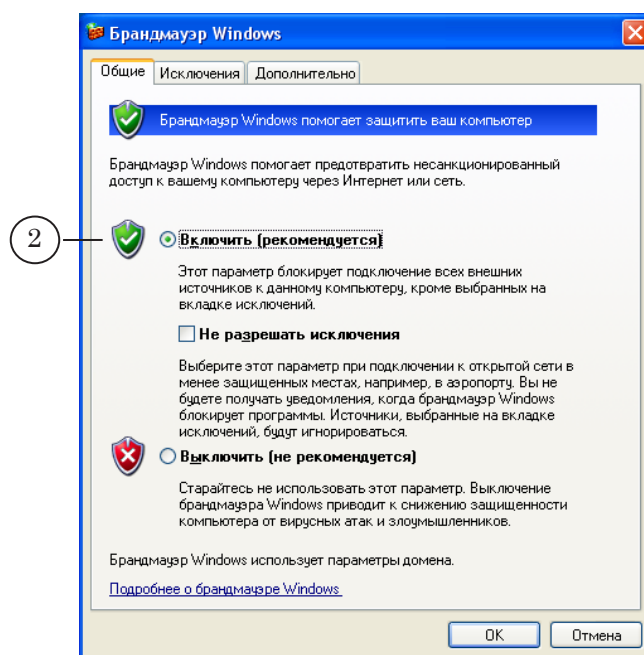 Брандмауэр Windows
Общие Исключения Дополнительно
Брандмауэр Windows помогает защитить ваш компьютер
Брандмауэр Windows помогает предотвратить несанкционированный
доступ к вашему компьютеру через Интернет или сеть.
2
Включить (рекомендуется)
Этот параметр блокирует подключение всех внешних
источников к данному компьютеру, кроме выбранных на
вкладке исключений.
Не разрешать исключения
Выберите этот параметр при подключении к открытой сети в
менее защищенных местах, например, в аэропорту. Вы не
будете получать уведомления, когда брандмауэр Windows
блокирует программы. Источники, выбранные на вкладке
исключений, будут игнорироваться.
Выключить (не рекомендуется)
Старайтесь не использовать этот параметр. Выключение
брандмауэра Windows приводит к снижению защищенности
компьютера от вирусных атак и злоумышленников.
Брандмауэр Windows использует параметры домена.
Подробнее о брандмауэре Windows
OK Отмена